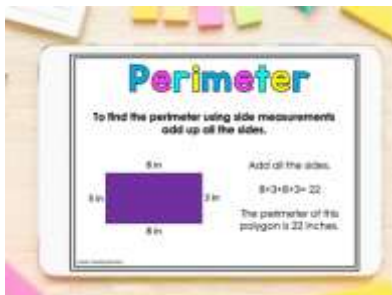 Perimeter
To find the perimeter using side measurements
add up all the sides.
8 in
Add all the sides.
8+3+8+3= 22
3 in
3 in
The perimeter of this
polygon is 22 inches.
8 in